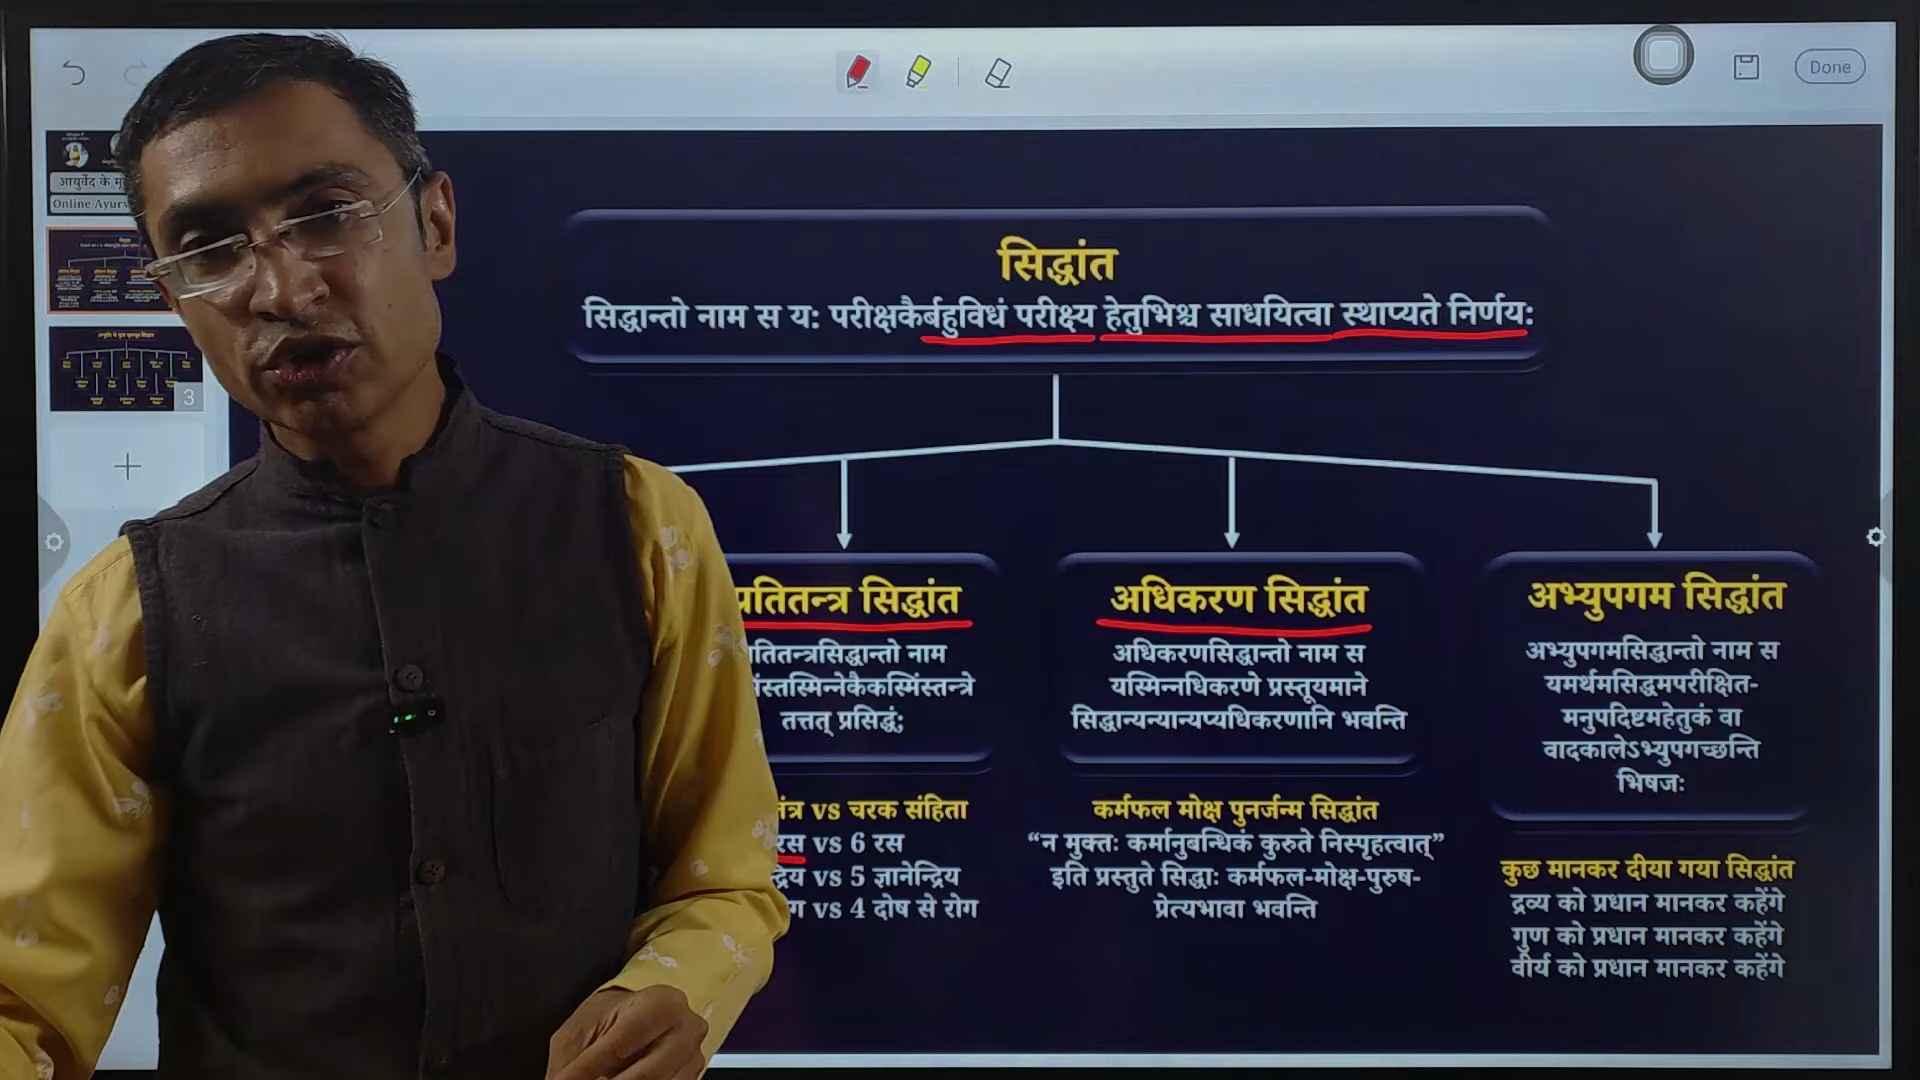 Done
आयुर्वेद के
Online
3
सिद्धांत
सिद्धान्तो नाम स य: परीक्षकैर्बहुविधं परीक्ष्य हेतुभिश्च साधयित्वा स्थाप्यते निर्णय:
प्रतितन्त्र सिद्धांत
नाम
तत्तत् प्रसिद्धं;
vs चरक संहिता
रस vs 6 रस
vs 5 ज्ञानेन्द्रिय
vs 4 दोष से रोग
अधिकरण सिद्धांत
अधिकरणसिद्धान्तो नाम स
यस्मिन्नधिकरणे प्रस्तूयमाने
सिद्धान्यन्यान्यप्यधिकरणानि भवन्ति
कर्मफल मोक्ष पुनर्जन्म सिद्धांत
“न मुक्तः कर्मानुबन्धिकं कुरुते निस्पृहत्वात्”
इति प्रस्तुते सिद्धाः कर्मफल-मोक्ष-पुरुष-
प्रेत्यभावा भवन्ति
अभ्युपगम सिद्धांत
अभ्युपगमसिद्धान्तो नाम स
यमर्थमसिद्धमपरीक्षित-
मनुपदिष्टमहेतुकं वा
वादकालेऽभ्युपगच्छन्ति
भिषजः
कुछ मानकर दीया गया सिद्धांत
द्रव्य को प्रधान मानकर कहेंगे
गुण को प्रधान मानकर कहेंगे
वीर्य को प्रधान मानकर कहेंगे